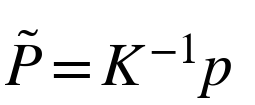 P̃ = K⁻¹p